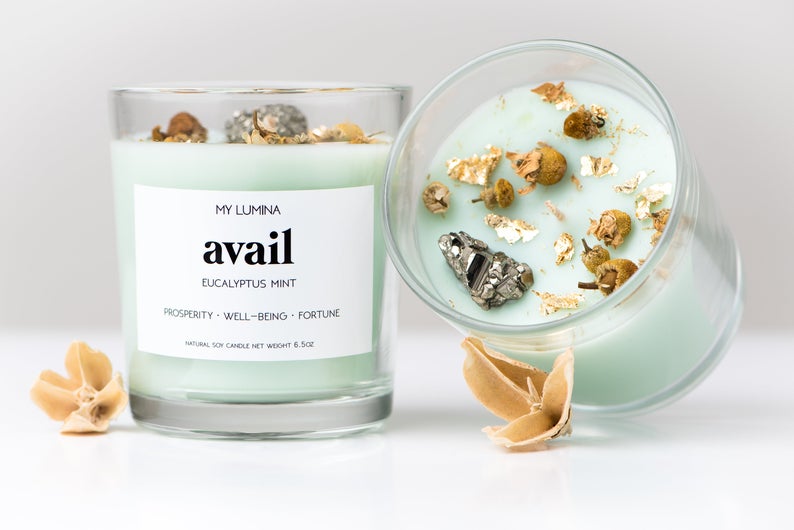 MY LUMINA
avail
EUCALYPTUS MINT
PROSPERITY · WELL-BEING · FORTUNE
NATURAL SOY CANDLE NET WEIGHT 6.5OZ